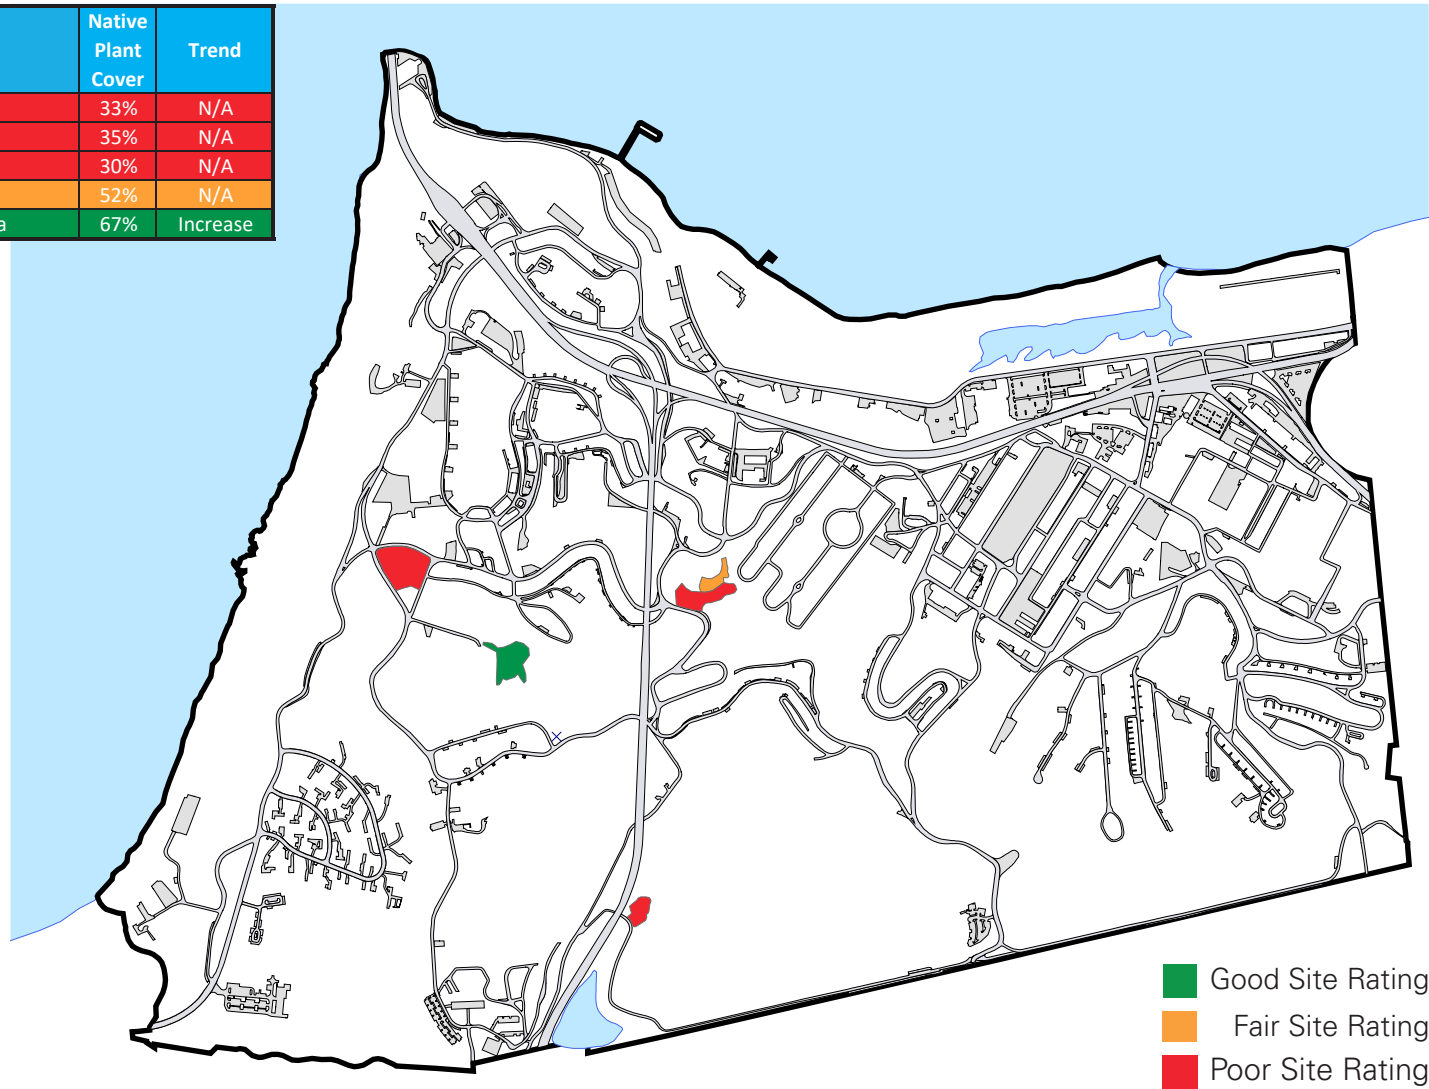 Native
Plant
Cover
Trend
33% N/A
35% N/A
30% N/A
52% N/A
a 67% Increase
Good Site Rating
Fair Site Rating
Poor Site Rating